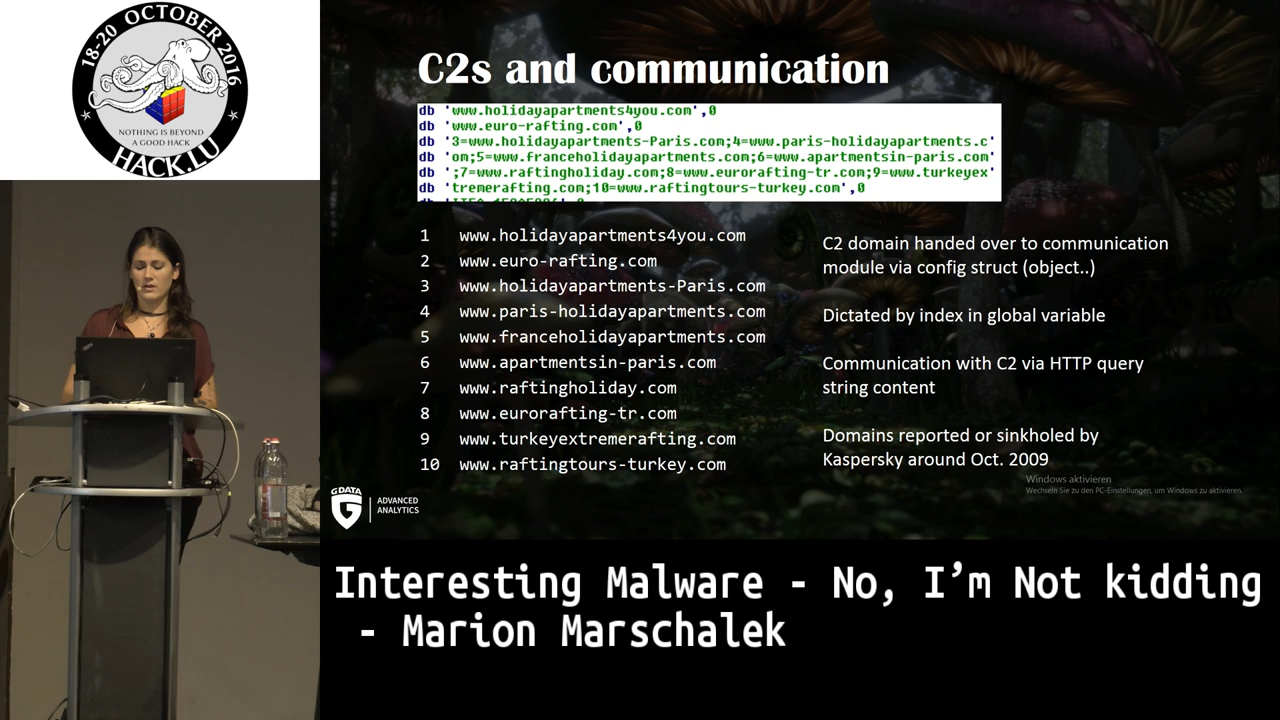 18-20 OCTOBER 2016
NOTHING IS BEYOND
A GOOD HACK
HACK.LU
C2s and communication
db 'www.holidayapartments4you.com',0
db 'www.euro-rafting.com',0
db '3=www.holidayapartments-Paris.com;4=www.paris-holidayapartments.c'
db 'om;5=www.franceholidayapartments.com;6=www.apartmentsin-paris.com'
db ';7=www.raftingholiday.com;8=www.eurorafting-tr.com;9=www.turkeyex'
db 'tremerafting.com;10=www.raftingtours-turkey.com',0
1 www.holidayapartments4you.com
2 www.euro-rafting.com
3 www.holidayapartments-Paris.com
4 www.paris-holidayapartments.com
5 www.franceholidayapartments.com
6 www.apartmentsin-paris.com
7 www.raftingholiday.com
8 www.eurorafting-tr.com
9 www.turkeyextremerafting.com
10 www.raftingtours-turkey.com
C2 domain handed over to communication
module via config struct (object..)
Dictated by index in global variable
Communication with C2 via HTTP query
string content
Domains reported or sinkholed by
Kaspersky around Oct. 2009
Windows aktivieren
Wechseln Sie zu den PC-Einstellungen, um Windows zu aktivieren.
G DATA
ADVANCED
ANALYTICS
Interesting Malware - No, I'm Not kidding
- Marion Marschalek